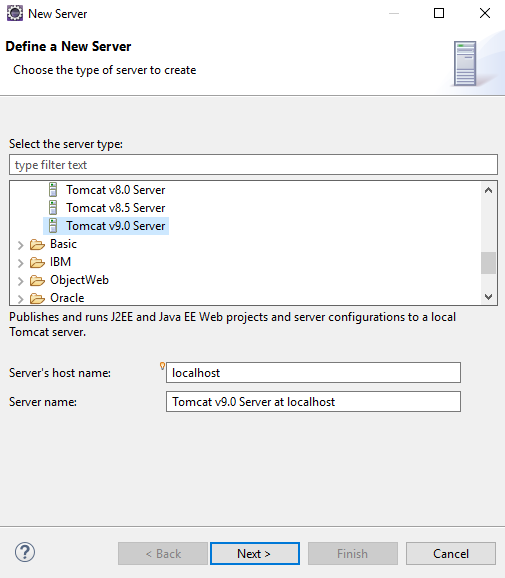 New Server
Define a New Server
Choose the type of server to create
Select the server type:
type filter text
Tomcat v8.0 Server
Tomcat v8.5 Server
Tomcat v9.0 Server
Basic
IBM
ObjectWeb
Oracle
Publishes and runs J2EE and Java EE Web projects and server configurations to a local
Tomcat server.
Server's host name: localhost
Server name: Tomcat v9.0 Server at localhost
? < Back Next > Finish Cancel